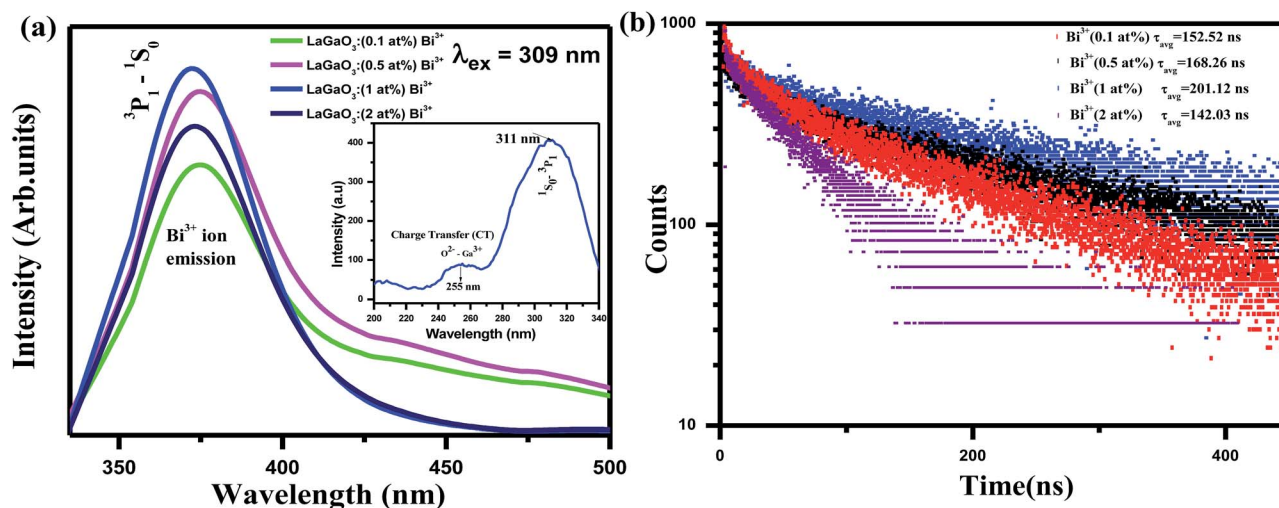 (a)
³P₁ - ¹S₀
LaGaO₃:(0.1 at%) Bi³⁺
LaGaO₃:(0.5 at%) Bi³⁺
LaGaO₃:(1 at%) Bi³⁺
LaGaO₃:(2 at%) Bi³⁺
λex = 309 nm
Bi³⁺ ion
emission
Intensity (Arb.units)
350 400 450 500
Wavelength (nm)
311 nm
¹S₀- ³P₁
Charge Transfer (CT)
O²⁻ - Ga³⁺
255 nm
Intensity (a.u)
400
300
200
100
0
200 220 240 260 280 300 320 340
Wavelength (nm)
(b)
Bi³⁺(0.1 at%) τavg=152.52 ns
Bi³⁺(0.5 at%) τavg=168.26 ns
Bi³⁺(1 at%) τavg=201.12 ns
Bi³⁺(2 at%) τavg=142.03 ns
Counts
1000
100
10
0 200 400
Time(ns)